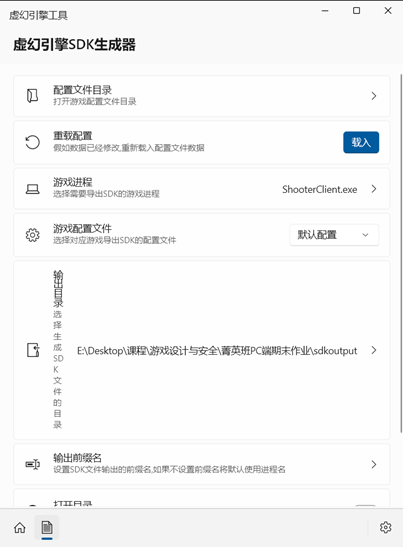 虚幻引擎工具
虚幻引擎SDK生成器
配置文件目录
打开游戏配置文件目录
重载配置
假如数据已经修改,重新载入配置文件数据
载入
游戏进程
选择需要导出SDK的游戏进程
ShooterClient.exe
游戏配置文件
选择对应游戏导出SDK的配置文件
默认配置
输
出
目
录
选
择
生
成
SD
K
文
件
的
目
录
E:\Desktop\课程\游戏设计与安全\菁英班PC端期末作业\sdkoutput
输出前缀名
设置SDK文件输出的前缀名,如果不设置前缀名将默认使用进程名
打开目录